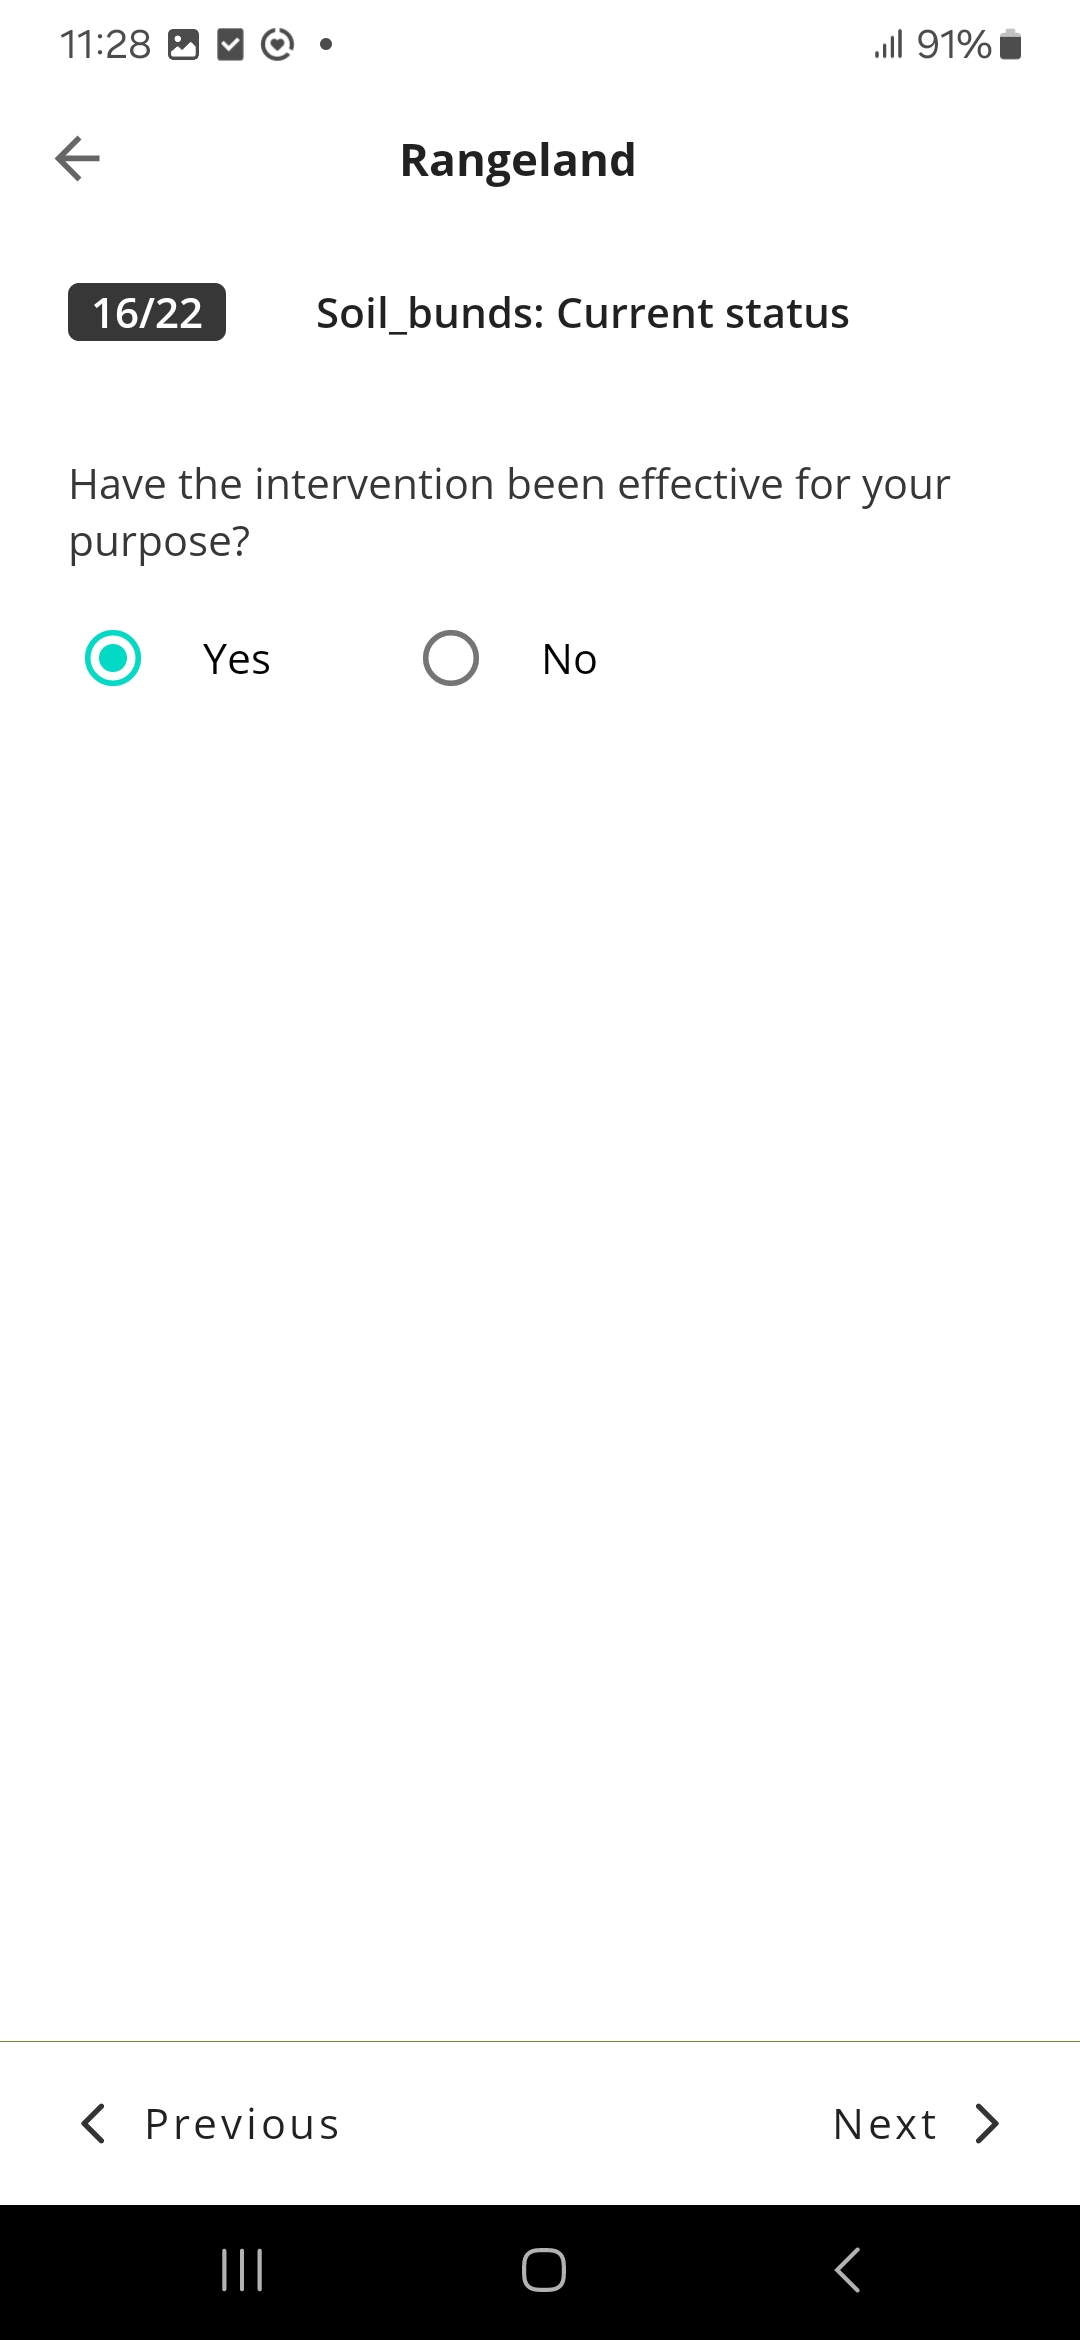 11:28 91%
Rangeland
16/22 Soil_bunds: Current status
Have the intervention been effective for your
purpose?
Yes No
Previous Next